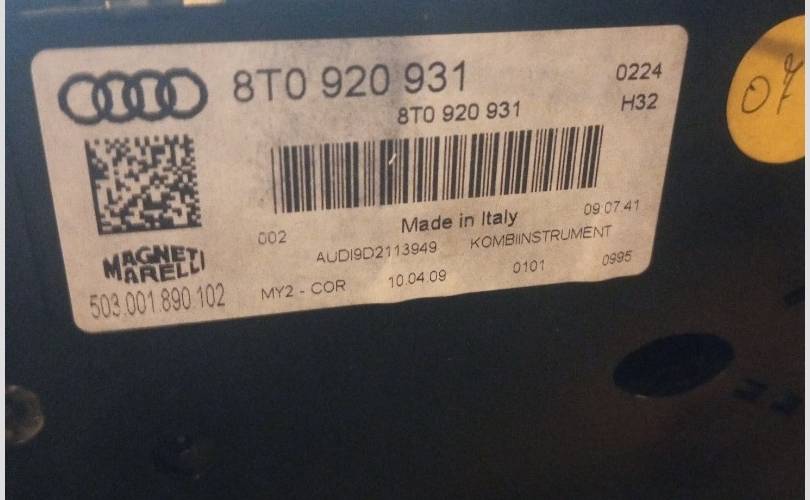 8T0 920 931
0224
8T0 920 931
H32
MAGNETI
MARELLI
503.001.890.102
002
Made in Italy
09:07:41
AUDI9D2113949
KOMBIINSTRUMENT
MY2 - COR
10.04.09
0101
0995
07